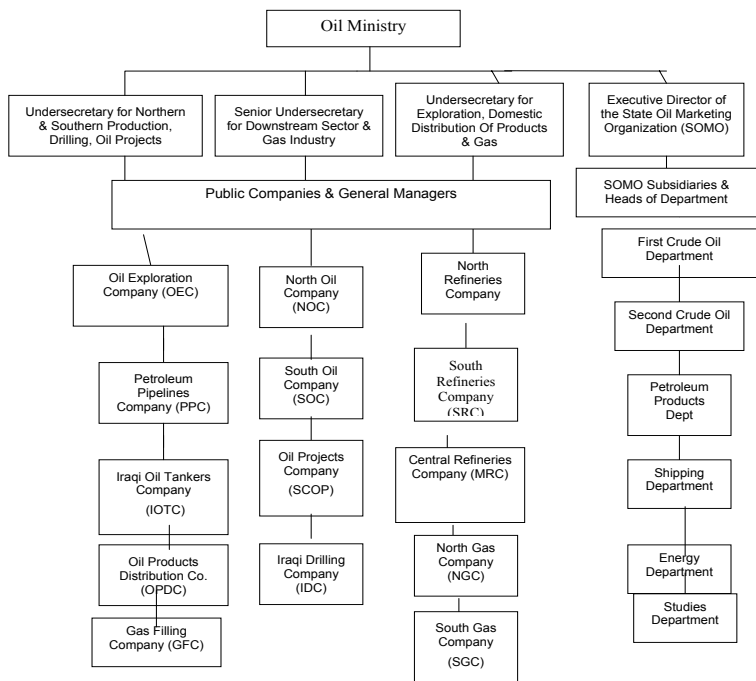 Oil Ministry
Undersecretary for Northern
& Southern Production,
Drilling, Oil Projects
Senior Undersecretary
for Downstream Sector &
Gas Industry
Undersecretary for
Exploration, Domestic
Distribution Of Products
& Gas
Executive Director of
the State Oil Marketing
Organization (SOMO)
Public Companies & General Managers
SOMO Subsidiaries &
Heads of Department
Oil Exploration
Company (OEC)
Petroleum
Pipelines
Company (PPC)
Iraqi Oil Tankers
Company
(IOTC)
Oil Products
Distribution Co.
(OPDC)
Gas Filling
Company (GFC)
North Oil
Company
(NOC)
South Oil
Company
(SOC)
Oil Projects
Company
(SCOP)
Iraqi Drilling
Company
(IDC)
North
Refineries
Company
South
Refineries
Company
(SRC)
Central Refineries
Company (MRC)
North Gas
Company
(NGC)
South Gas
Company
(SGC)
First Crude Oil
Department
Second Crude Oil
Department
Petroleum
Products
Dept
Shipping
Department
Energy
Department
Studies
Department